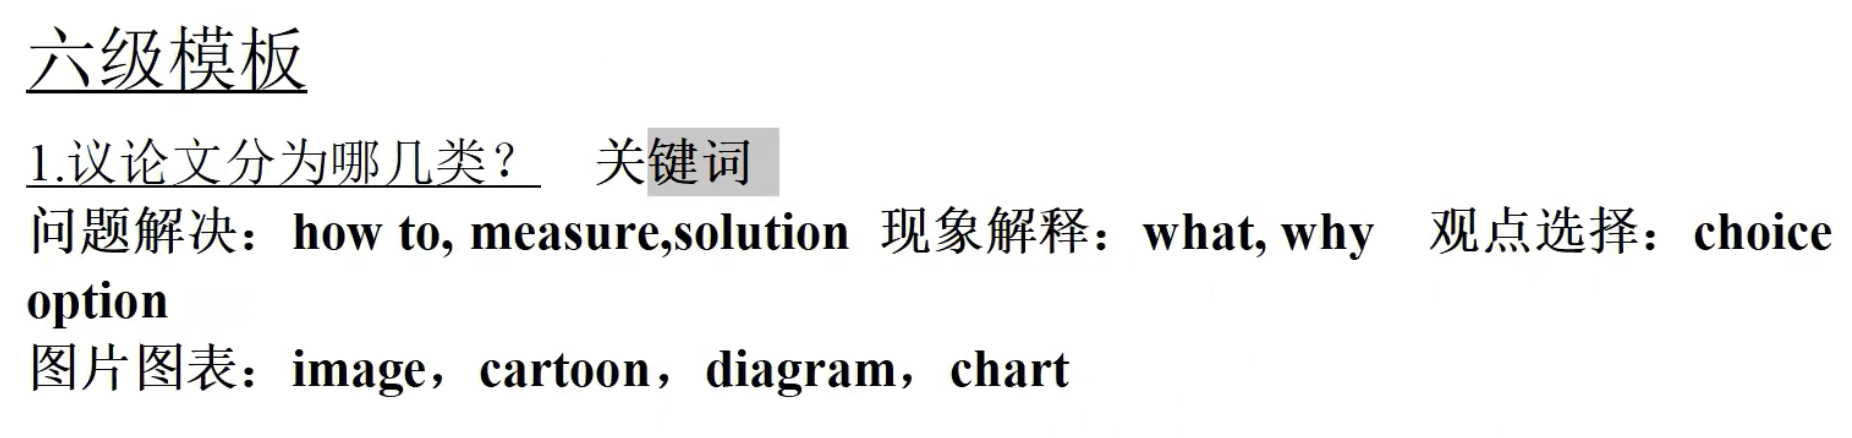 六级模板
1.议论文分为哪几类？ 关键词
问题解决：how to, measure,solution 现象解释：what, why 观点选择：choice
option
图片图表：image，cartoon，diagram，chart